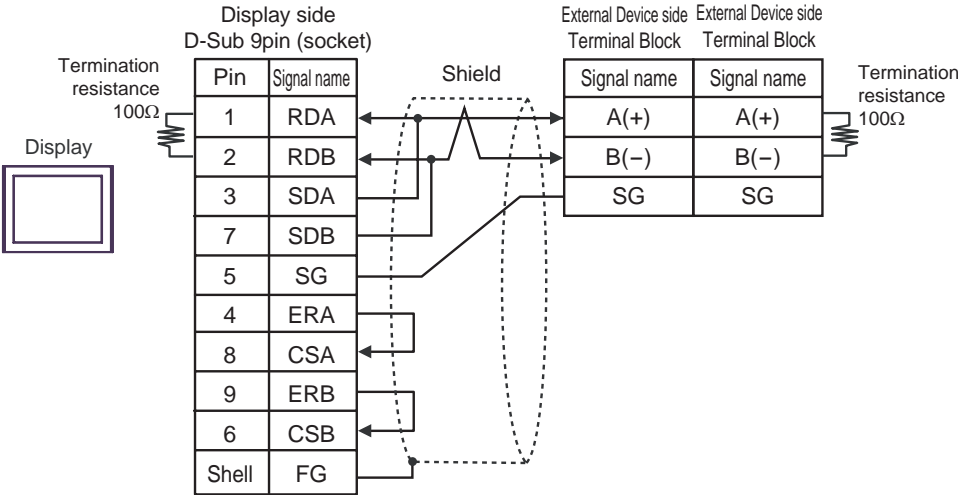 Display side
D-Sub 9pin (socket)
External Device side
Terminal Block
External Device side
Terminal Block
Termination
resistance
100Ω
Display
Shield
Termination
resistance
100Ω
Pin Signal name
1 RDA
2 RDB
3 SDA
7 SDB
5 SG
4 ERA
8 CSA
9 ERB
6 CSB
Shell FG
Signal name Signal name
A(+) A(+)
B(−) B(−)
SG SG